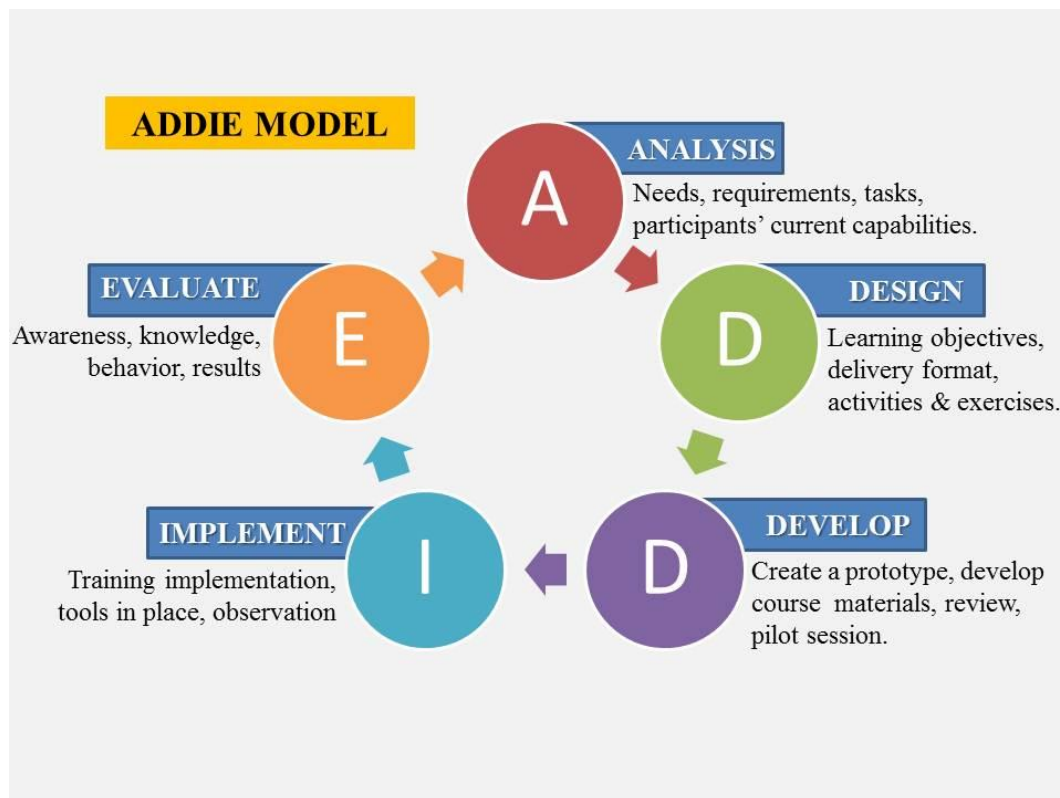 ADDIE MODEL
A
ANALYSIS
Needs, requirements, tasks,
participants’ current capabilities.
D
DESIGN
Learning objectives,
delivery format,
activities & exercises.
D
DEVELOP
Create a prototype, develop
course materials, review,
pilot session.
I
IMPLEMENT
Training implementation,
tools in place, observation
E
EVALUATE
Awareness, knowledge,
behavior, results